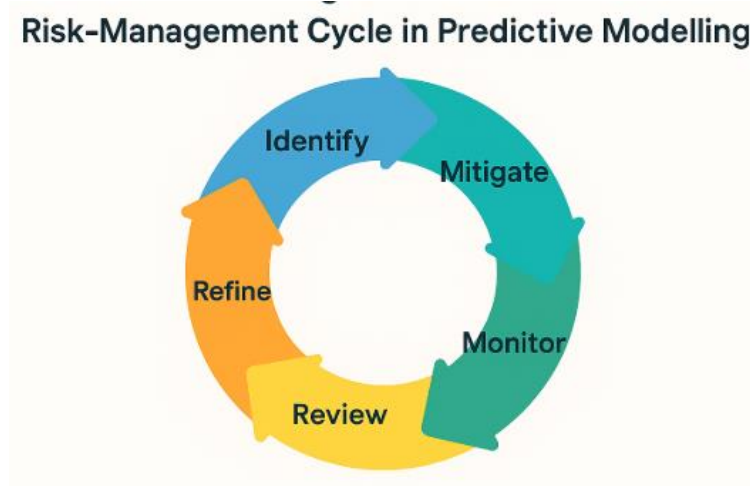 Risk-Management Cycle in Predictive Modelling
Identify
Mitigate
Monitor
Review
Refine